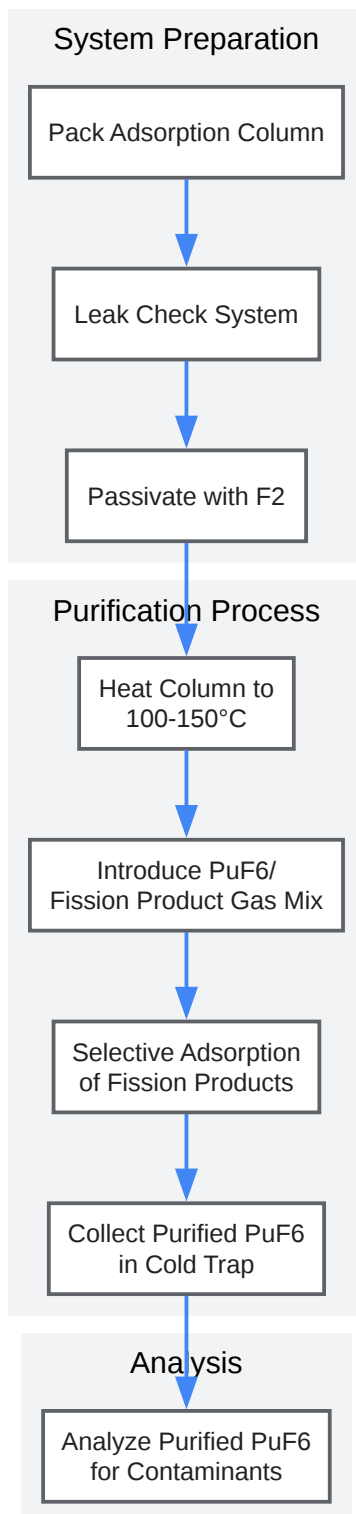 System Preparation
Pack Adsorption Column
Leak Check System
Passivate with F2
Purification Process
Heat Column to
100-150°C
Introduce PuF6/
Fission Product Gas Mix
Selective Adsorption
of Fission Products
Collect Purified PuF6
in Cold Trap
Analysis
Analyze Purified PuF6
for Contaminants